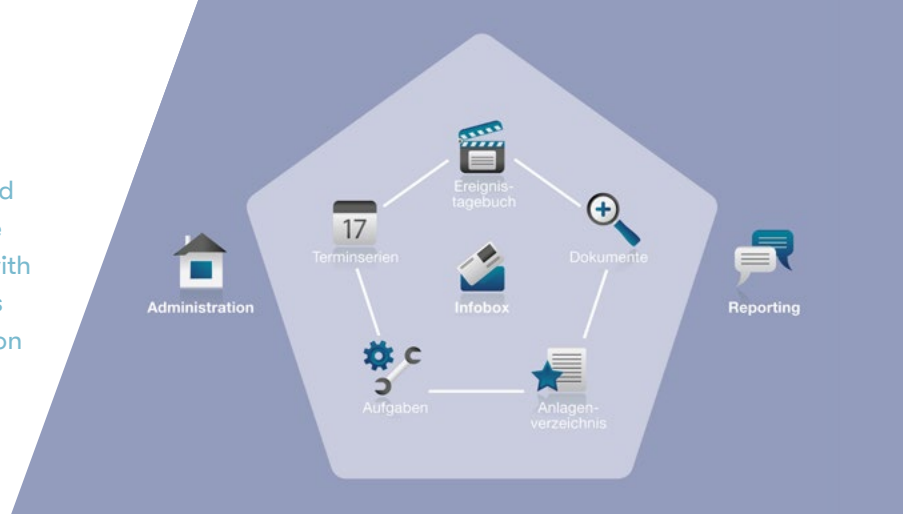 d
e
ith
s
on
Ereignis-
tagebuch
17
Terminserien
Dokumente
Administration
Infobox
Reporting
Aufgaben
Anlagen-
verzeichnis